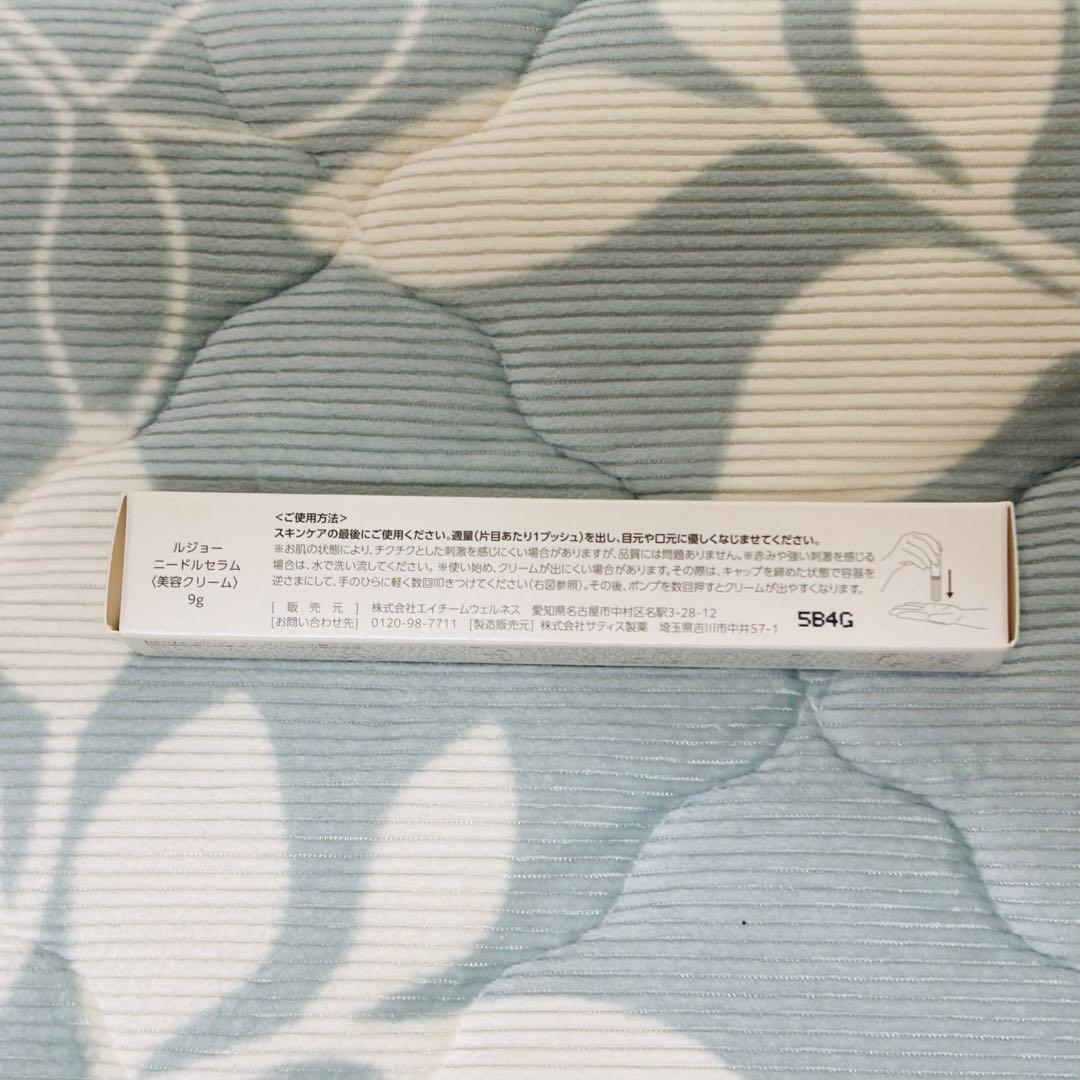 ルジョー
ニードルセラム
〈美容クリーム〉
9g
<ご使用方法>
スキンケアの最後にご使用ください。適量(片目あたり1プッシュ)を出し、目元や口元に優しくなじませてください。
※お肌の状態により、チクチクとした刺激を感じにくい場合がありますが、品質には問題ありません。※赤みや強い刺激を感じる
場合は、水で洗い流してください。※使い始め、クリームが出にくい場合があります。その際は、キャップを締めた状態で容器を
逆さまにして、手のひらに軽く数回叩きつけてください(右図参照)。その後、ポンプを数回押すとクリームが出やすくなります。
[販売元] 株式会社エイチームウェルネス 愛知県名古屋市中村区名駅3-28-12
[お問い合わせ先] 0120-98-7711 [製造販売元] 株式会社サティス製薬 埼玉県吉川市中井57-1
5B4G